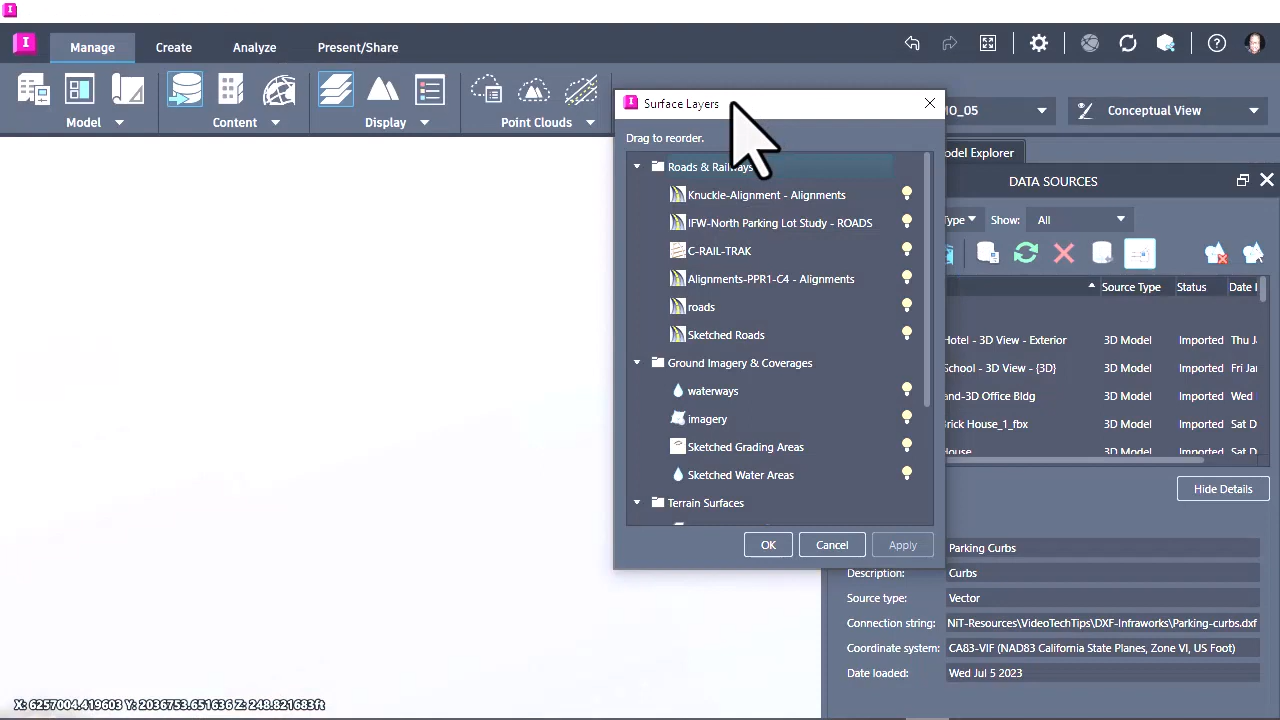 I
I
Manage
Create
Analyze
Present/Share
?
Model
Content
Display
Point Clouds
MO_05
Conceptual View
Surface Layers
Drag to reorder.
Roads & Railways
Knuckle-Alignment - Alignments
IFW-North Parking Lot Study - ROADS
C-RAIL-TRAK
Alignments-PPR1-C4 - Alignments
roads
Sketched Roads
Ground Imagery & Coverages
waterways
imagery
Sketched Grading Areas
Sketched Water Areas
Terrain Surfaces
OK
Cancel
Apply
odel Explorer
DATA SOURCES
Type
Show:
All
Source Type
Status
Date I
Hotel - 3D View - Exterior
3D Model
Imported
Thu J
School - 3D View - {3D}
3D Model
Imported
Fri Jar
and-3D Office Bldg
3D Model
Imported
Wed
rick House_1_fbx
3D Model
Imported
Sat D
House
3D Model
Imported
Sat D
Hide Details
Parking Curbs
Description:
Curbs
Source type:
Vector
Connection string:
NiT-Resources\VideoTechTips\DXF-Infraworks\Parking-curbs.dxf
Coordinate system:
CA83-VIF (NAD83 California State Planes, Zone VI, US Foot)
Date loaded:
Wed Jul 5 2023
X: 6257004.419603 Y: 2036753.651636 Z: 248.821683ft